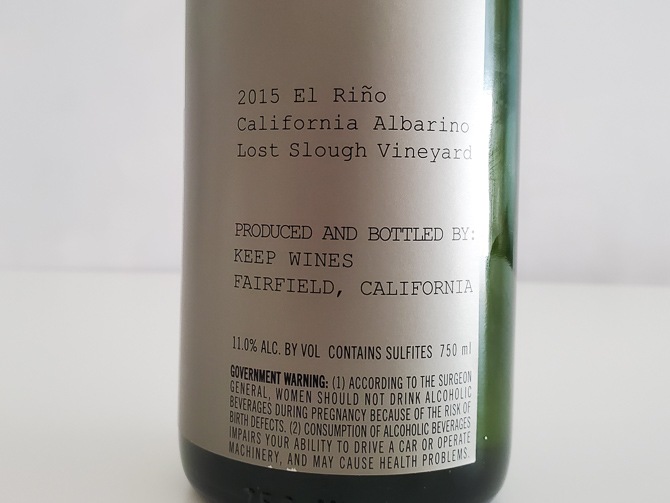 2015 El Riño
California Albarino
Lost Slough Vineyard
PRODUCED AND BOTTLED BY:
KEEP WINES
FAIRFIELD, CALIFORNIA
11.0% ALC. BY VOL CONTAINS SULFITES 750 ml
GOVERNMENT WARNING: (1) ACCORDING TO THE SURGEON
GENERAL, WOMEN SHOULD NOT DRINK ALCOHOLIC
BEVERAGES DURING PREGNANCY BECAUSE OF THE RISK OF
BIRTH DEFECTS. (2) CONSUMPTION OF ALCOHOLIC BEVERAGES
IMPAIRS YOUR ABILITY TO DRIVE A CAR OR OPERATE
MACHINERY, AND MAY CAUSE HEALTH PROBLEMS.